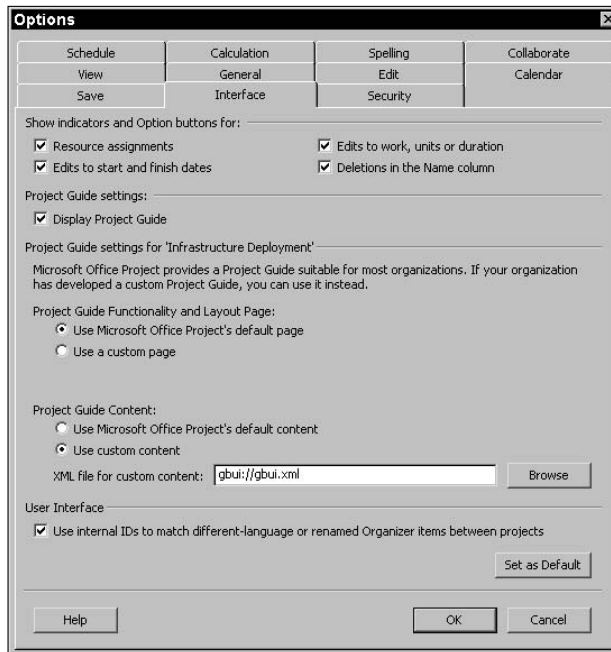 Options
Schedule Calculation Spelling Collaborate
View General Edit Calendar
Save Interface Security
Show indicators and Option buttons for:
Resource assignments Edits to work, units or duration
Edits to start and finish dates Deletions in the Name column
Project Guide settings:
Display Project Guide
Project Guide settings for 'Infrastructure Deployment'
Microsoft Office Project provides a Project Guide suitable for most organizations. If your organization
has developed a custom Project Guide, you can use it instead.
Project Guide Functionality and Layout Page:
Use Microsoft Office Project's default page
Use a custom page
Project Guide Content:
Use Microsoft Office Project's default content
Use custom content
XML file for custom content: gbui://gbui.xml Browse
User Interface
Use internal IDs to match different-language or renamed Organizer items between projects
Set as Default
Help OK Cancel